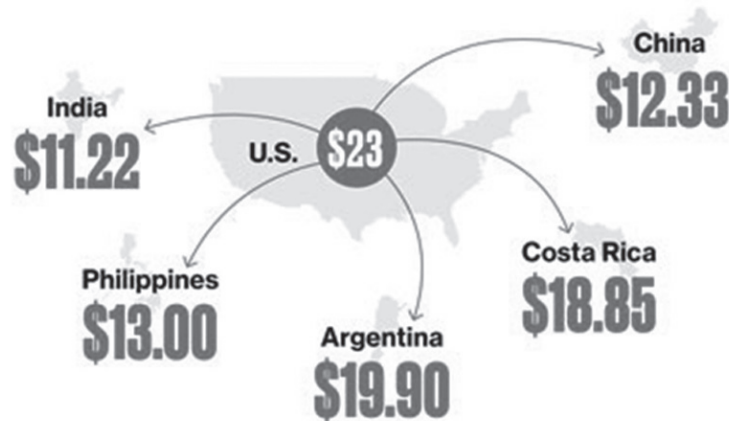 China
$12.33
India
$11.22
U.S. $23
Costa Rica
$18.85
Philippines
$13.00
Argentina
$19.90